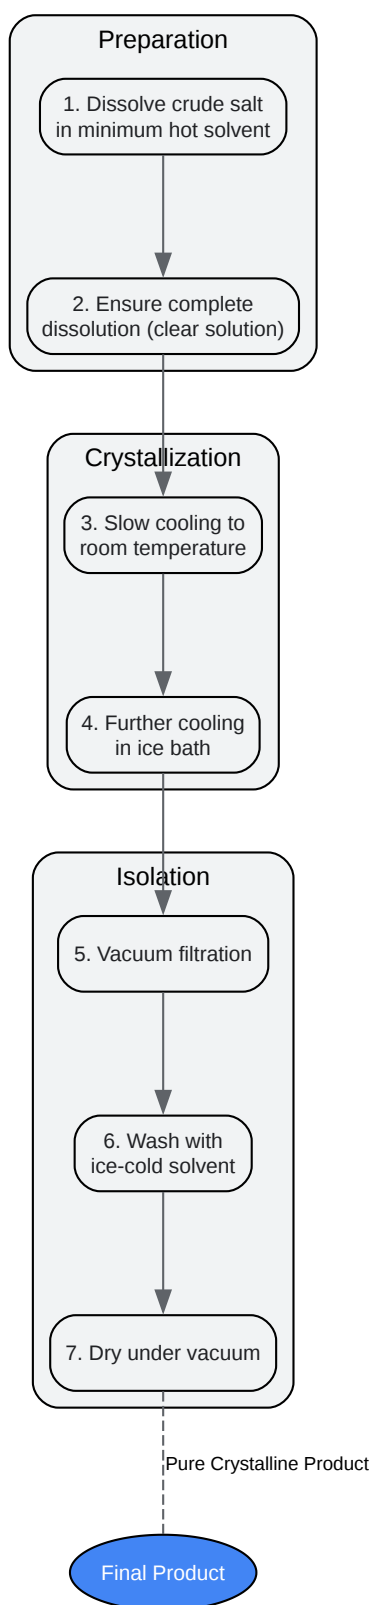 Preparation
1. Dissolve crude salt
in minimum hot solvent
2. Ensure complete
dissolution (clear solution)
Crystallization
3. Slow cooling to
room temperature
4. Further cooling
in ice bath
Isolation
5. Vacuum filtration
6. Wash with
ice-cold solvent
7. Dry under vacuum
Pure Crystalline Product
Final Product